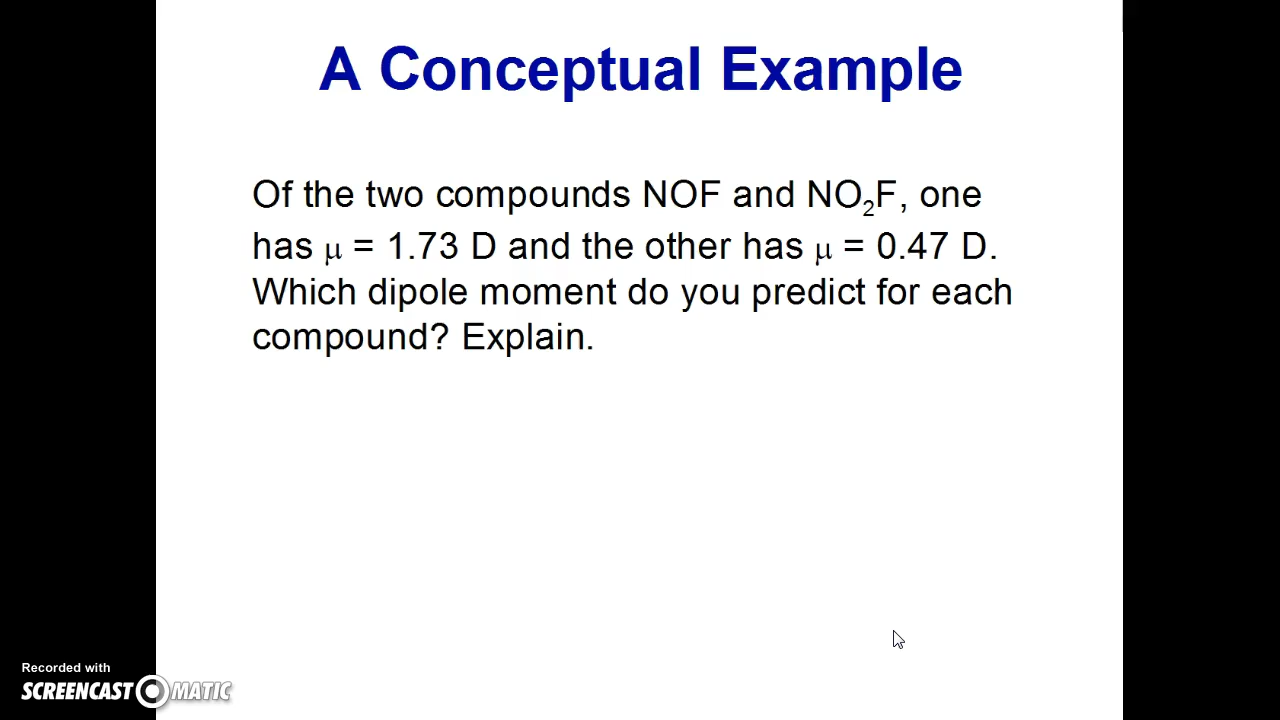 A Conceptual Example
Of the two compounds NOF and NO₂F, one
has μ = 1.73 D and the other has μ = 0.47 D.
Which dipole moment do you predict for each
compound? Explain.
Recorded with
SCREENCAST O MATIC